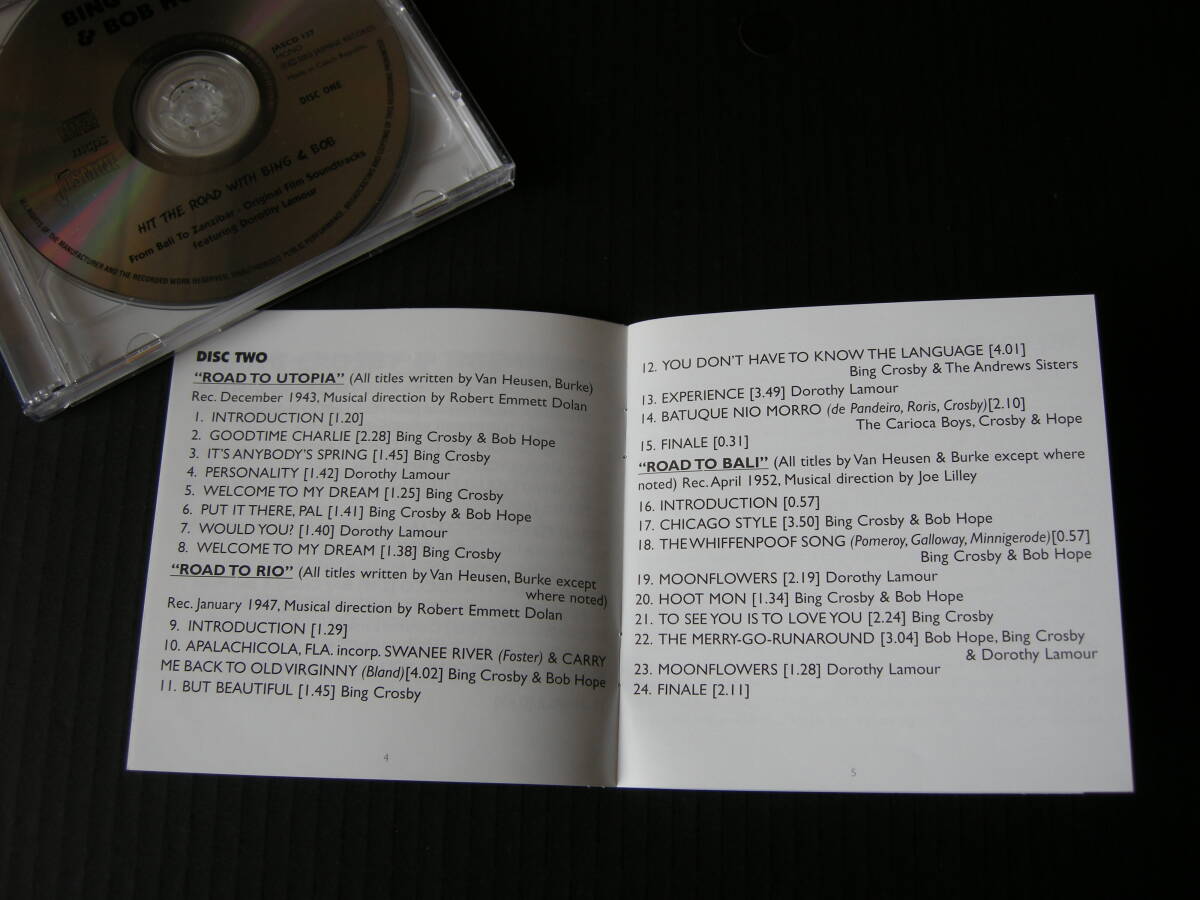 BING
& BOB HO
JASCD 137
MONO
Made in Czech Republic
DISC ONE
HIT THE ROAD WITH BING & BOB
From Bali To Zanzibar - Original Film Soundtracks
featuring Dorothy Lamour
DISC TWO
“ROAD TO UTOPIA” (All titles written by Van Heusen, Burke)
Rec. December 1943, Musical direction by Robert Emmett Dolan
1. INTRODUCTION [1.20]
2. GOODTIME CHARLIE [2.28] Bing Crosby & Bob Hope
3. IT'S ANYBODY'S SPRING [1.45] Bing Crosby
4. PERSONALITY [1.42] Dorothy Lamour
5. WELCOME TO MY DREAM [1.25] Bing Crosby
6. PUT IT THERE, PAL [1.41] Bing Crosby & Bob Hope
7. WOULD YOU? [1.40] Dorothy Lamour
8. WELCOME TO MY DREAM [1.38] Bing Crosby
“ROAD TO RIO” (All titles written by Van Heusen, Burke except
where noted)
Rec. January 1947, Musical direction by Robert Emmett Dolan
9. INTRODUCTION [1.29]
10. APALACHICOLA, FLA. incorp. SWANEE RIVER (Foster) & CARRY
ME BACK TO OLD VIRGINNY (Bland)[4.02] Bing Crosby & Bob Hope
11. BUT BEAUTIFUL [1.45] Bing Crosby
4
12. YOU DON'T HAVE TO KNOW THE LANGUAGE [4.01]
Bing Crosby & The Andrews Sisters
13. EXPERIENCE [3.49] Dorothy Lamour
14. BATUQUE NIO MORRO (de Pandeiro, Roris, Crosby)[2.10]
The Carioca Boys, Crosby & Hope
15. FINALE [0.31]
“ROAD TO BALI” (All titles by Van Heusen & Burke except where
noted) Rec. April 1952, Musical direction by Joe Lilley
16. INTRODUCTION [0.57]
17. CHICAGO STYLE [3.50] Bing Crosby & Bob Hope
18. THE WHIFFENPOOF SONG (Pomeroy, Galloway, Minnigerode)[0.57]
Bing Crosby & Bob Hope
19. MOONFLOWERS [2.19] Dorothy Lamour
20. HOOT MON [1.34] Bing Crosby & Bob Hope
21. TO SEE YOU IS TO LOVE YOU [2.24] Bing Crosby
22. THE MERRY-GO-RUNAROUND [3.04] Bob Hope, Bing Crosby
& Dorothy Lamour
23. MOONFLOWERS [1.28] Dorothy Lamour
24. FINALE [2.11]
5